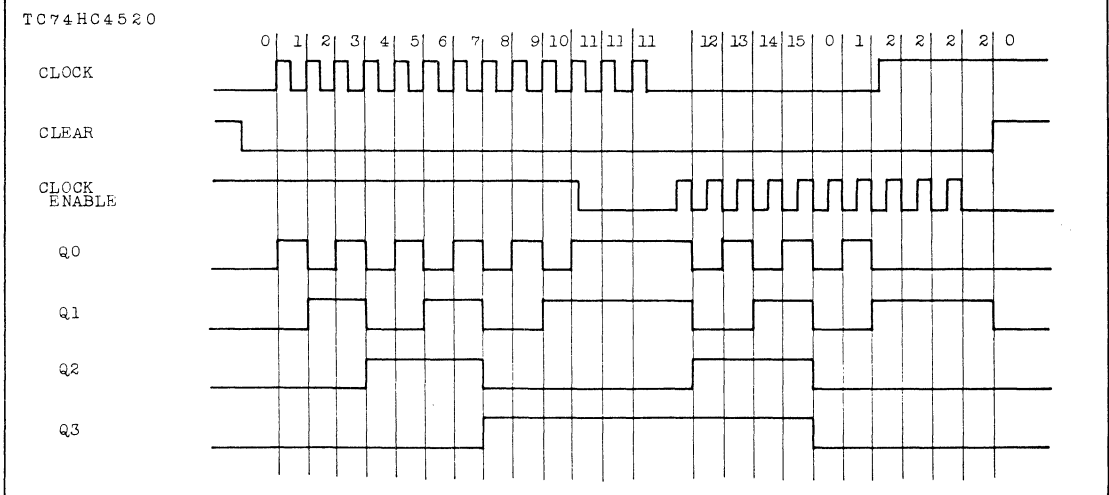 TC74HC4520
0 1 2 3 4 5 6 7 8 9 10 11 11 11 12 13 14 15 0 1 2 2 2 2 0
CLOCK
CLEAR
CLOCK
ENABLE
Q0
Q1
Q2
Q3